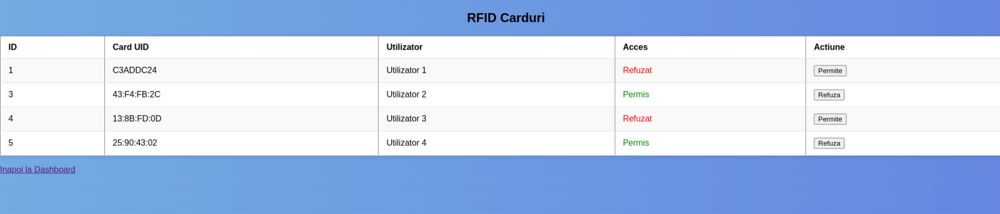 RFID Carduri
ID Card UID Utilizator Acces Actiune
1 C3ADDC24 Utilizator 1 Refuzat Permite
3 43:F4:FB:2C Utilizator 2 Permis Refuza
4 13:8B:FD:0D Utilizator 3 Refuzat Permite
5 25:90:43:02 Utilizator 4 Permis Refuza
Inapoi la Dashboard